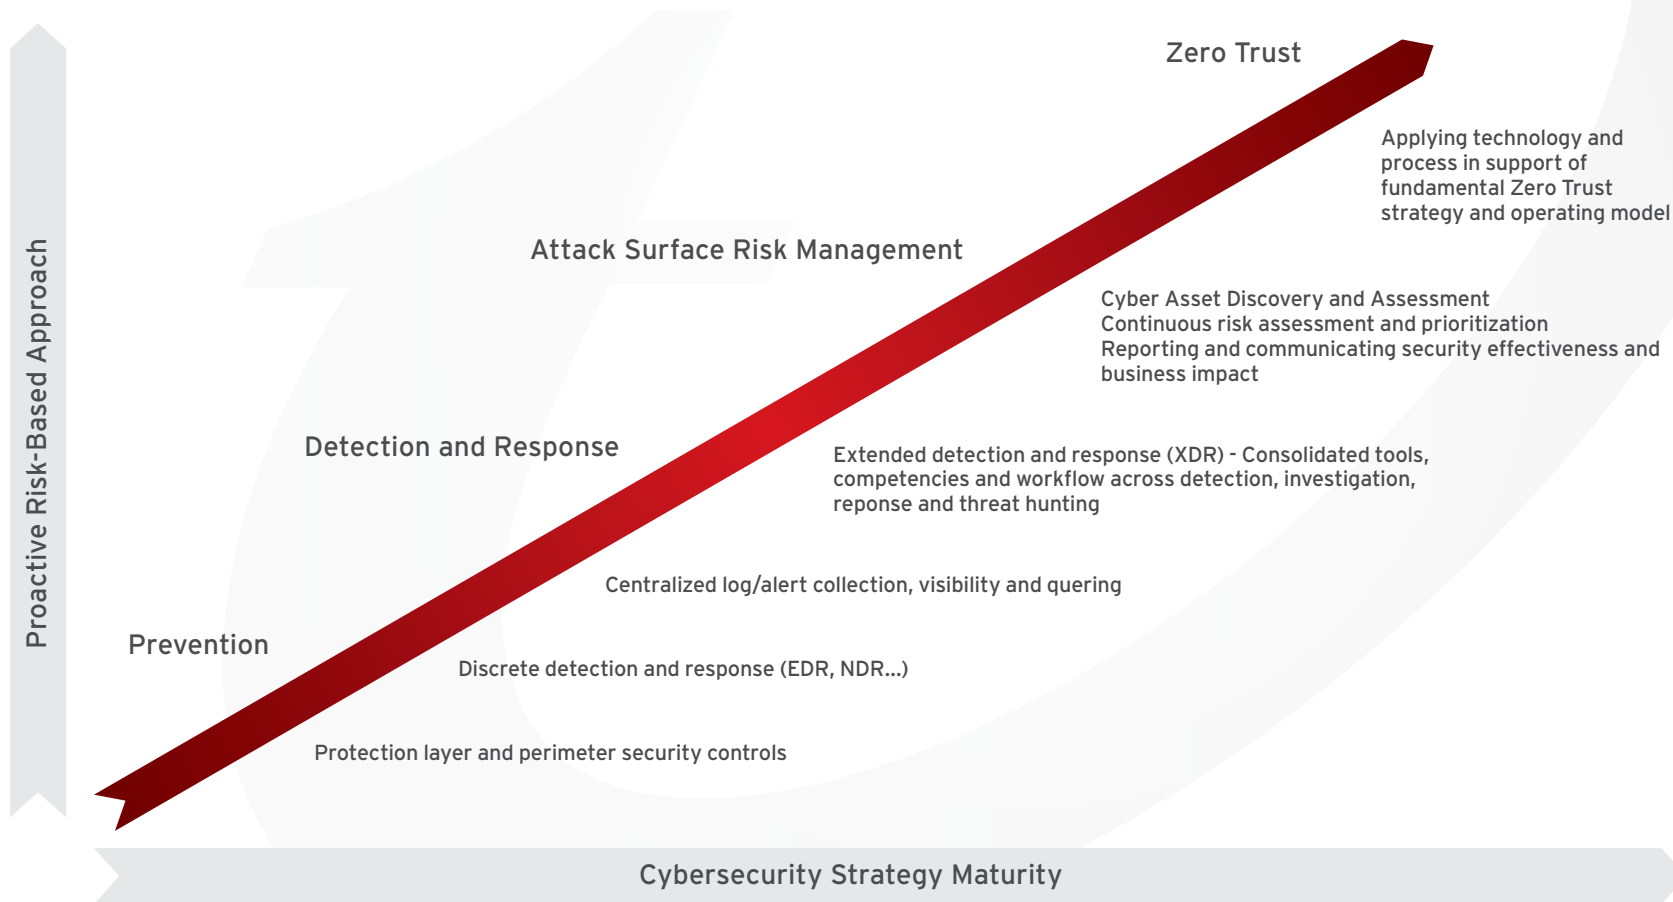 Zero Trust
Applying technology and
process in support of
fundamental Zero Trust
strategy and operating model
Attack Surface Risk Management
Cyber Asset Discovery and Assessment
Continuous risk assessment and prioritization
Reporting and communicating security effectiveness and
business impact
Detection and Response
Extended detection and response (XDR) - Consolidated tools,
competencies and workflow across detection, investigation,
reponse and threat hunting
Centralized log/alert collection, visibility and quering
Prevention
Discrete detection and response (EDR, NDR...)
Protection layer and perimeter security controls
Proactive Risk-Based Approach
Cybersecurity Strategy Maturity